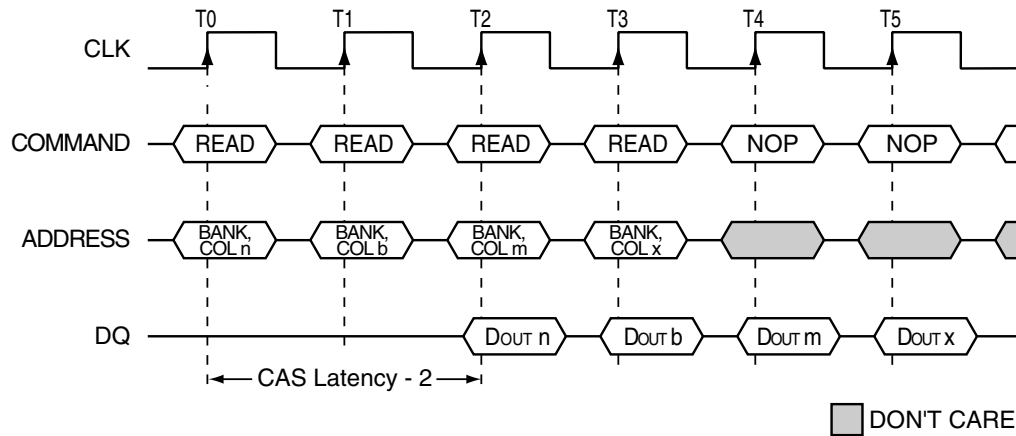 T0 T1 T2 T3 T4 T5
CLK
COMMAND READ READ READ READ NOP NOP
ADDRESS
BANK, COL n
BANK, COL b
BANK, COL m
BANK, COL x
DQ DOUT n DOUT b DOUT m DOUT x
CAS Latency - 2
DON'T CARE